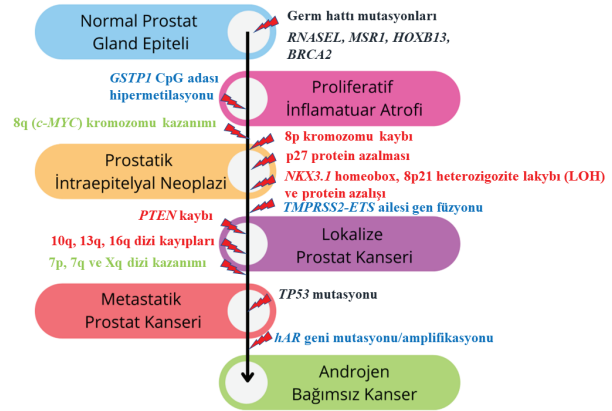 Normal Prostat
Gland Epiteli
Germ hattı mutasyonları
RNASEL, MSR1, HOXB13,
BRCA2
GSTP1 CpG adası
hipermetilasyonu
Proliferatif
İnflamatuar Atrofi
8q (c-MYC) kromozomu kazanımı
8p kromozomu kaybı
p27 protein azalması
Prostatik
İntraepitelyal Neoplazi
NKX3.1 homeobox, 8p21 heterozigozite lakybı (LOH)
ve protein azalışı
TMPRSS2-ETS ailesi gen füzyonu
PTEN kaybı
10q, 13q, 16q dizi kayıpları
7p, 7q ve Xq dizi kazanımı
Lokalize
Prostat Kanseri
Metastatik
Prostat Kanseri
TP53 mutasyonu
hAR geni mutasyonu/amplifikasyonu
Androjen
Bağımsız Kanser